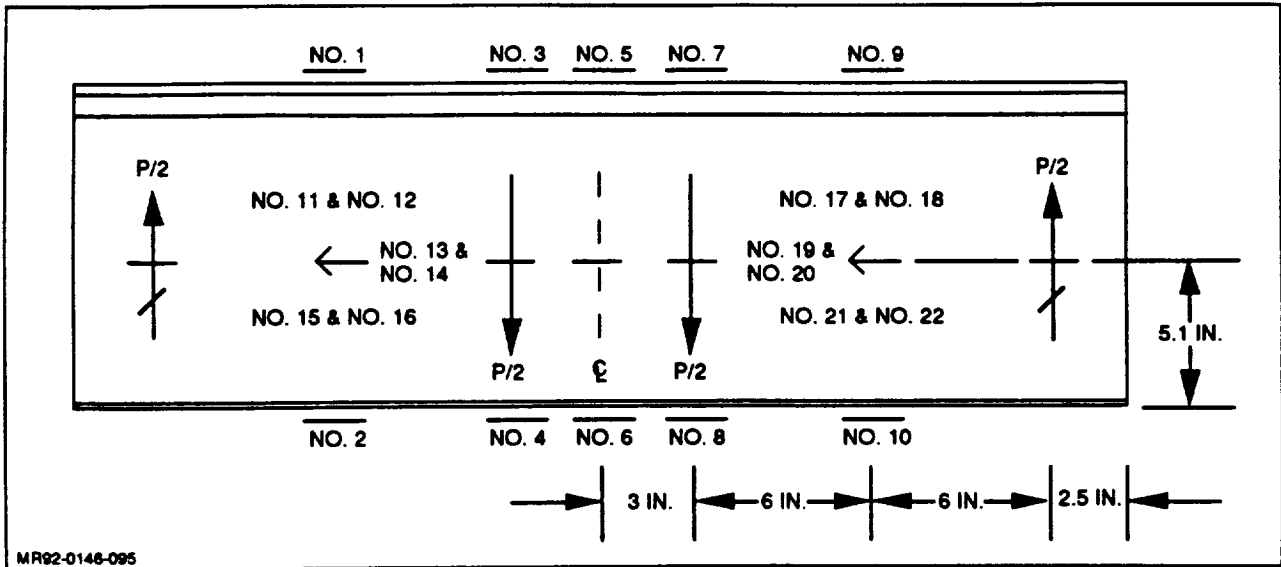 NO. 1 NO. 3 NO. 5 NO. 7 NO. 9
P/2 P/2
NO. 11 & NO. 12 NO. 17 & NO. 18
NO. 13 & NO. 19 &
NO. 14 NO. 20
NO. 15 & NO. 16 NO. 21 & NO. 22
5.1 IN.
P/2 ℄ P/2
NO. 2 NO. 4 NO. 6 NO. 8 NO. 10
3 IN. 6 IN. 6 IN. 2.5 IN.
MR92-0146-095